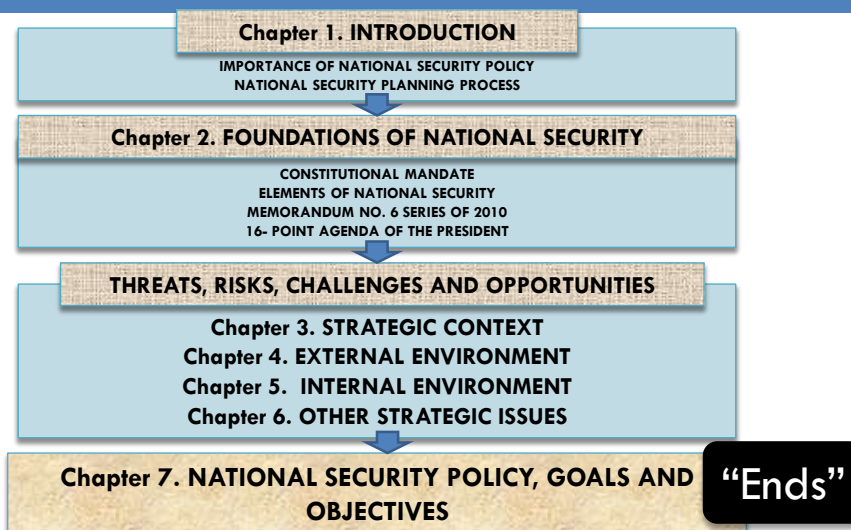 Chapter 1. INTRODUCTION
IMPORTANCE OF NATIONAL SECURITY POLICY
NATIONAL SECURITY PLANNING PROCESS
Chapter 2. FOUNDATIONS OF NATIONAL SECURITY
CONSTITUTIONAL MANDATE
ELEMENTS OF NATIONAL SECURITY
MEMORANDUM NO. 6 SERIES OF 2010
16- POINT AGENDA OF THE PRESIDENT
THREATS, RISKS, CHALLENGES AND OPPORTUNITIES
Chapter 3. STRATEGIC CONTEXT
Chapter 4. EXTERNAL ENVIRONMENT
Chapter 5. INTERNAL ENVIRONMENT
Chapter 6. OTHER STRATEGIC ISSUES
Chapter 7. NATIONAL SECURITY POLICY, GOALS AND
OBJECTIVES
“Ends”